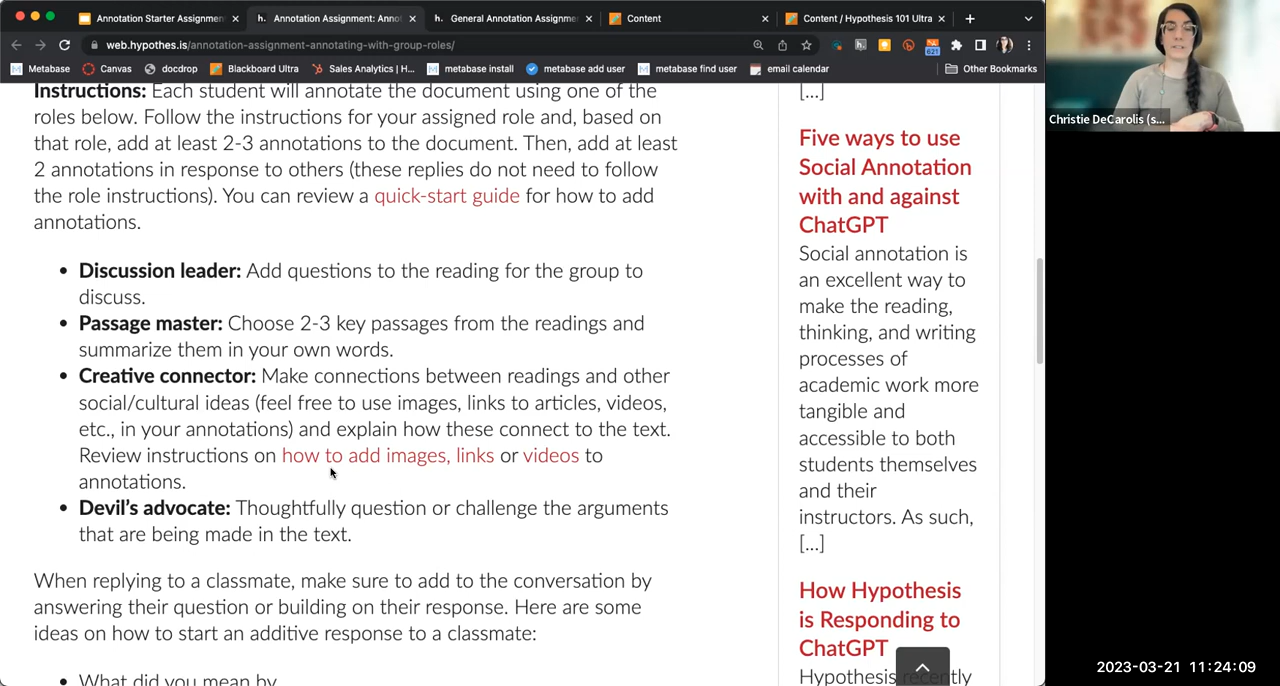 Annotation Starter Assignment
Annotation Assignment: Anno
General Annotation Assignme
Content
Content / Hypothesis 101 Ultra
web.hypothes.is/annotation-assignment-annotating-with-group-roles/
621
Metabase
Canvas
docdrop
Blackboard Ultra
Sales Analytics | H...
metabase install
metabase add user
metabase find user
email calendar
Other Bookmarks
Instructions: Each student will annotate the document using one of the
roles below. Follow the instructions for your assigned role and, based on
that role, add at least 2-3 annotations to the document. Then, add at least
2 annotations in response to others (these replies do not need to follow
the role instructions). You can review a quick-start guide for how to add
annotations.
• Discussion leader: Add questions to the reading for the group to
discuss.
• Passage master: Choose 2-3 key passages from the readings and
summarize them in your own words.
• Creative connector: Make connections between readings and other
social/cultural ideas (feel free to use images, links to articles, videos,
etc., in your annotations) and explain how these connect to the text.
Review instructions on how to add images, links or videos to
annotations.
• Devil's advocate: Thoughtfully question or challenge the arguments
that are being made in the text.
When replying to a classmate, make sure to add to the conversation by
answering their question or building on their response. Here are some
ideas on how to start an additive response to a classmate:
• What did you mean by
[...]
Five ways to use
Social Annotation
with and against
ChatGPT
Social annotation is
an excellent way to
make the reading,
thinking, and writing
processes of
academic work more
tangible and
accessible to both
students themselves
and their
instructors. As such,
[...]
How Hypothesis
is Responding to
ChatGPT
Hypothesis recently
Christie DeCarolis (s...
2023-03-21 11:24:09